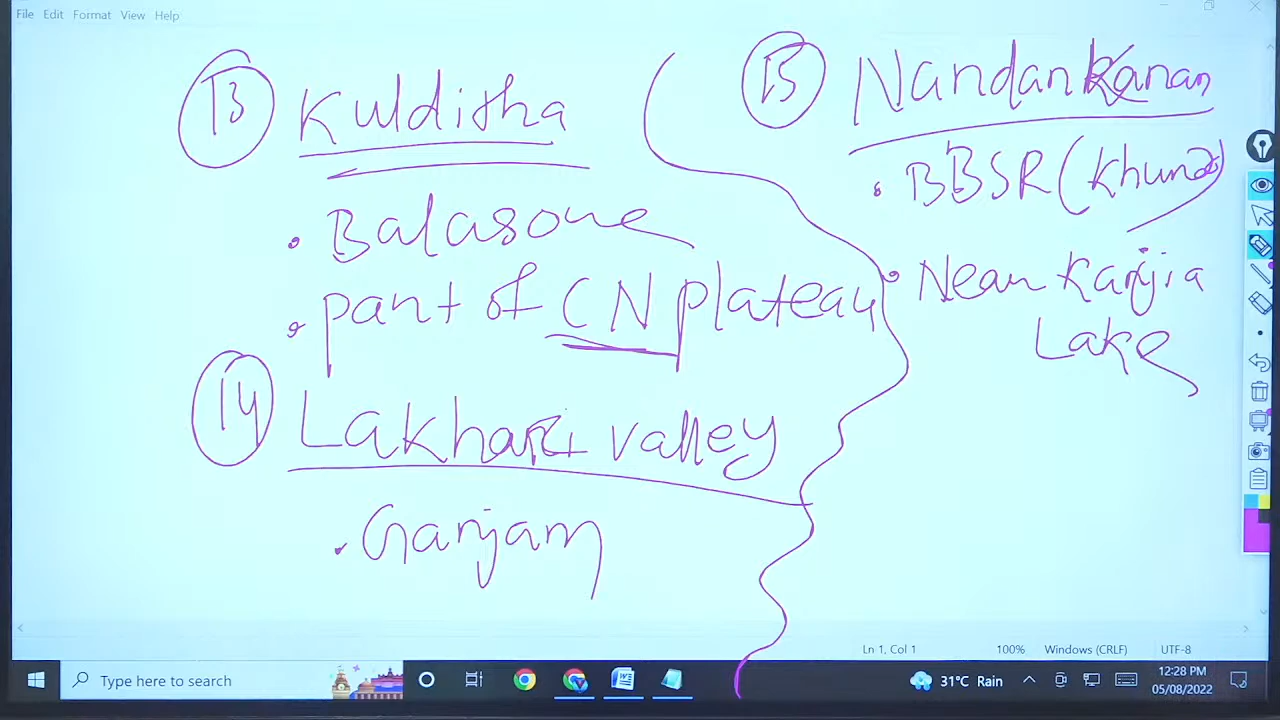 File Edit Format View Help
13 Kulditha
• Balasore
• part of CN plateau
14 Lakhari valley
• Ganjam
15 Nandankanan
• BBSR (Khurda)
• Near Kanjia
Lake
Ln 1, Col 1 100% Windows (CRLF) UTF-8
Type here to search
31°C Rain
12:28 PM
05/08/2022